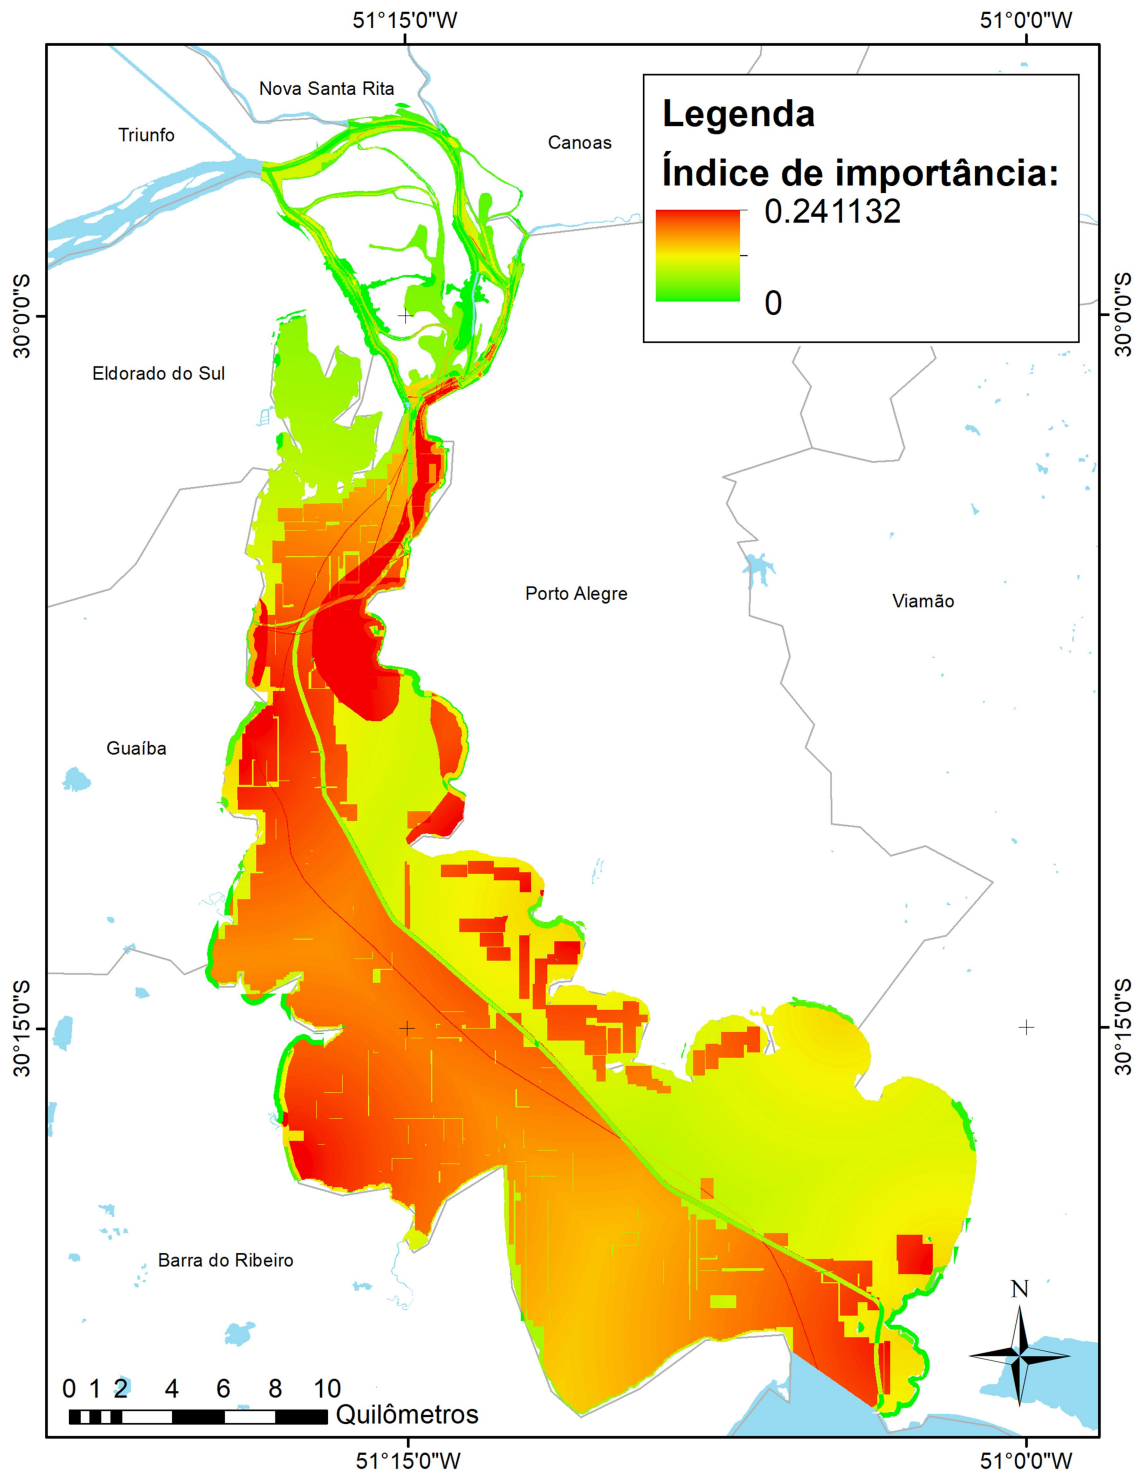 51°15'0"W 51°0'0"W
Nova Santa Rita
Triunfo
Canoas
Legenda
Índice de importância:
0.241132
0
30°0'0"S
30°0'0"S
Eldorado do Sul
Porto Alegre
Viamão
Guaíba
30°15'0"S
30°15'0"S
Barra do Ribeiro
N
0 1 2 4 6 8 10
Quilômetros
51°15'0"W 51°0'0"W